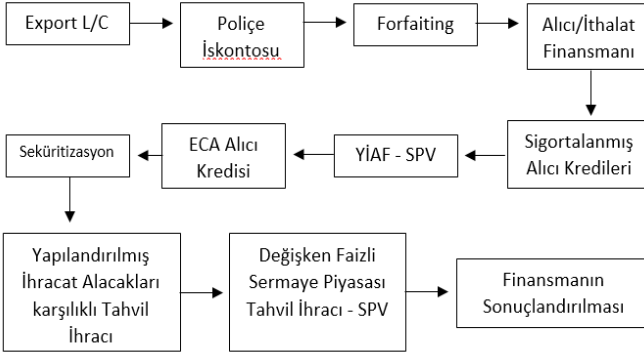 Export L/C
Poliçe
İskontosu
Forfaiting
Alıcı/İthalat
Finansmanı
Sigortalanmış
Alıcı Kredileri
YİAF - SPV
ECA Alıcı
Kredisi
Seküritizasyon
Yapılandırılmış
İhracat Alacakları
karşılıklı Tahvil
İhracı
Değişken Faizli
Sermaye Piyasası
Tahvil İhracı - SPV
Finansmanın
Sonuçlandırılması